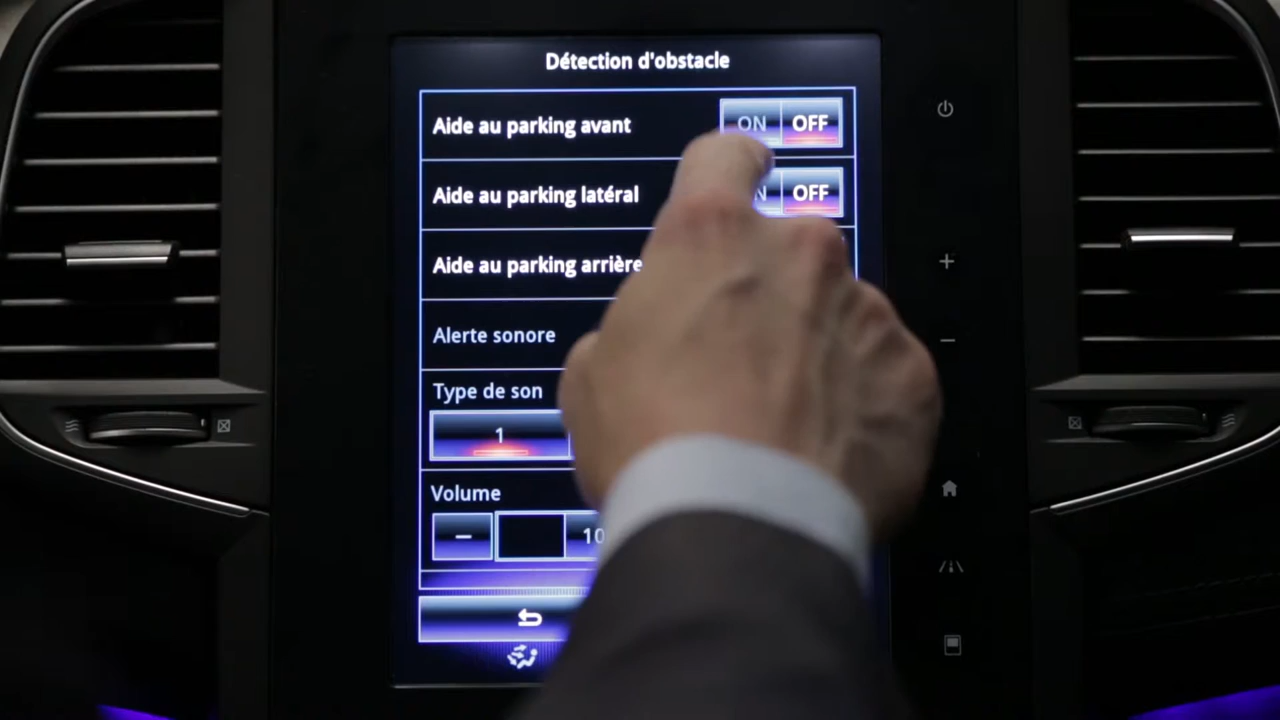 Détection d'obstacle
Aide au parking avant ON OFF
Aide au parking latéral OFF
Aide au parking arrière
Alerte sonore
Type de son
1
Volume
− 10